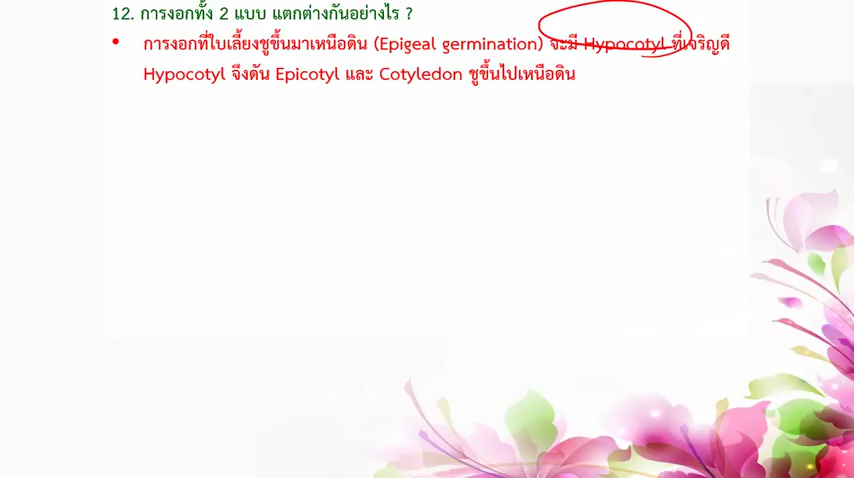 12. การงอกทั้ง 2 แบบ แตกต่างกันอย่างไร ?
• การงอกที่ใบเลี้ยงชูขึ้นมาเหนือดิน (Epigeal germination) จะมี Hypocotyl ที่เจริญดี
Hypocotyl จึงดัน Epicotyl และ Cotyledon ชูขึ้นไปเหนือดิน